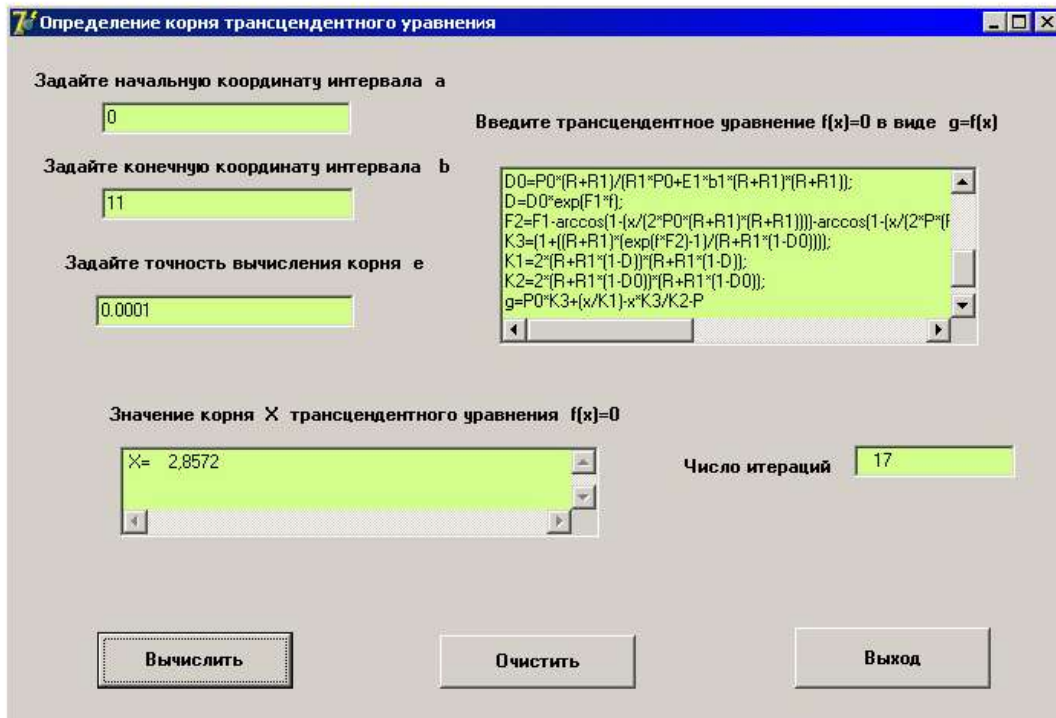 Определение корня трансцендентного уравнения
Задайте начальную координату интервала a
0
Введите трансцендентное уравнение f(x)=0 в виде g=f(x)
Задайте конечную координату интервала b
11
D0=P0*(R+R1)/(R1*P0+E1*b1*(R+R1)*(R+R1));
D=D0*exp(F1*f);
F2=F1-arccos(1-(x/(2*P0*(R+R1)*(R+R1))))-arccos(1-(x/(2*P*(
K3=(1+((R+R1)*(exp(f*F2)-1)/(R+R1*(1-D0))));
K1=2*(R+R1*(1-D))*(R+R1*(1-D));
K2=2*(R+R1*(1-D0))*(R+R1*(1-D0));
g=P0*K3+(x/K1)-x*K3/K2-P
Задайте точность вычисления корня e
0.0001
Значение корня X трансцендентного уравнения f(x)=0
X= 2,8572
Число итераций 17
Вычислить
Очистить
Выход